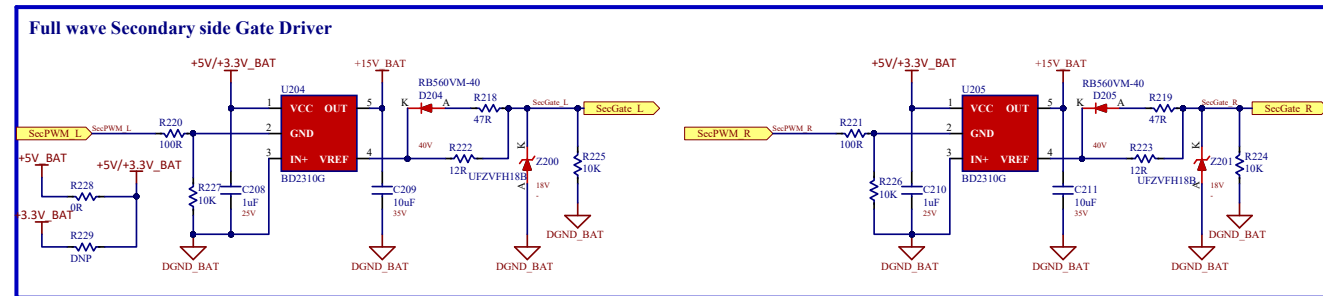 Full wave Secondary side Gate Driver
+5V/+3.3V_BAT
+15V_BAT
RB560VM-40
D204
U204
R218
47R
SecGate_L
SecGate_L
1
VCC
OUT
5
K
A
2
GND
3
IN+
VREF
4
BD2310G
SecPWM_L
SecPWM_L
R220
100R
+5V_BAT
+5V/+3.3V_BAT
R228
0R
+3.3V_BAT
R229
DNP
R227
10K
C208
1uF
25V
C209
10uF
35V
40V
R222
12R
K
Z200
UFZVFH18B
A
18V
-
R225
10K
DGND_BAT
DGND_BAT
DGND_BAT
DGND_BAT
+5V/+3.3V_BAT
+15V_BAT
RB560VM-40
D205
U205
R219
47R
SecGate_R
SecGate_R
1
VCC
OUT
5
K
A
2
GND
3
IN+
VREF
4
BD2310G
SecPWM_R
SecPWM_R
R221
100R
R226
10K
C210
1uF
25V
C211
10uF
35V
40V
R223
12R
K
Z201
UFZVFH18B
A
18V
-
R224
10K
DGND_BAT
DGND_BAT
DGND_BAT
DGND_BAT